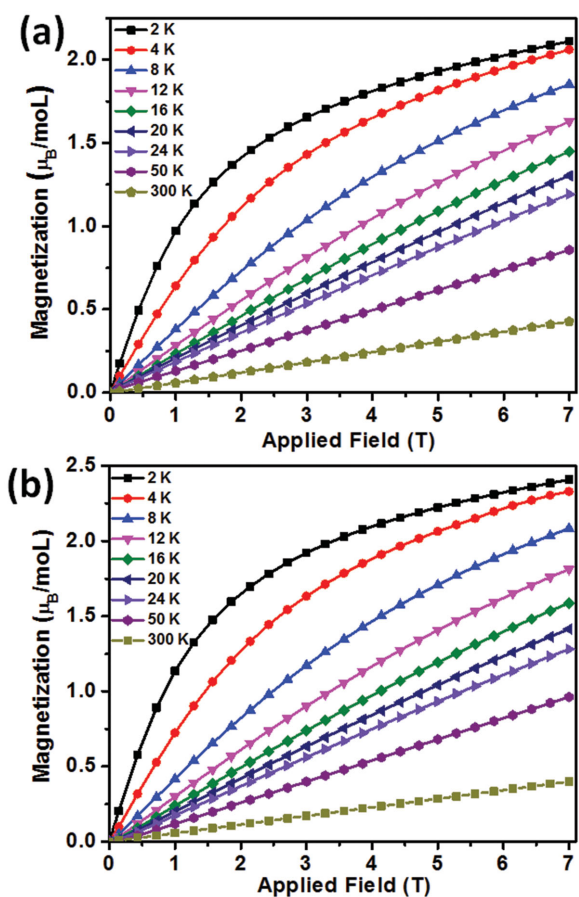 (a)
2 K
4 K
8 K
12 K
16 K
20 K
24 K
50 K
300 K
Magnetization (μB/moL)
2.0
1.5
1.0
0.5
0.0
0 1 2 3 4 5 6 7
Applied Field (T)
(b)
2 K
4 K
8 K
12 K
16 K
20 K
24 K
50 K
300 K
Magnetization (μB/moL)
2.5
2.0
1.5
1.0
0.5
0.0
0 1 2 3 4 5 6 7
Applied Field (T)